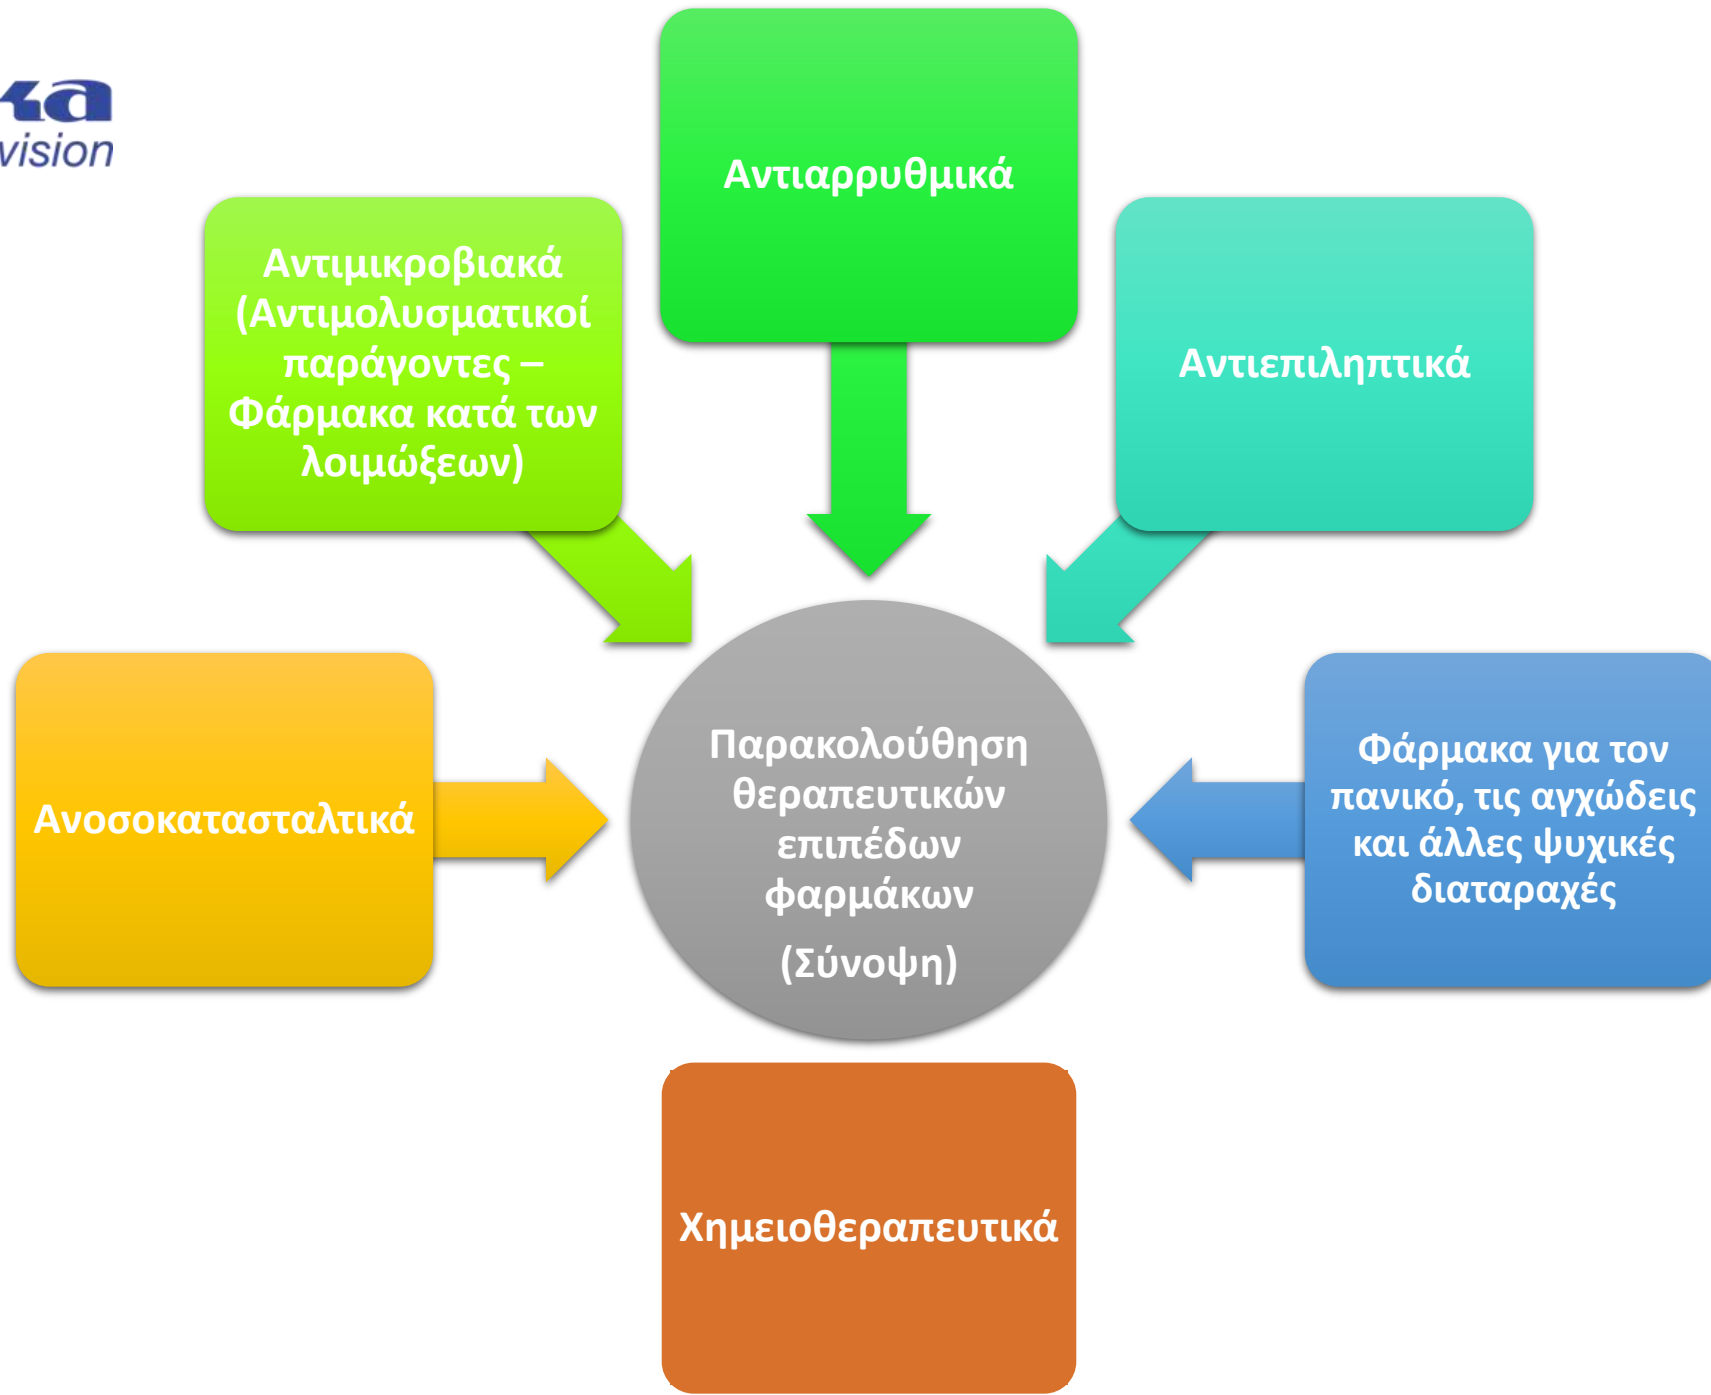 κα
vision
Αντιαρρυθμικά
Αντιμικροβιακά
(Αντιμολυσματικοί
παράγοντες –
Φάρμακα κατά των
λοιμώξεων)
Αντιεπιληπτικά
Ανοσοκατασταλτικά
Παρακολούθηση
θεραπευτικών
επιπέδων
φαρμάκων
(Σύνοψη)
Φάρμακα για τον
πανικό, τις αγχώδεις
και άλλες ψυχικές
διαταραχές
Χημειοθεραπευτικά